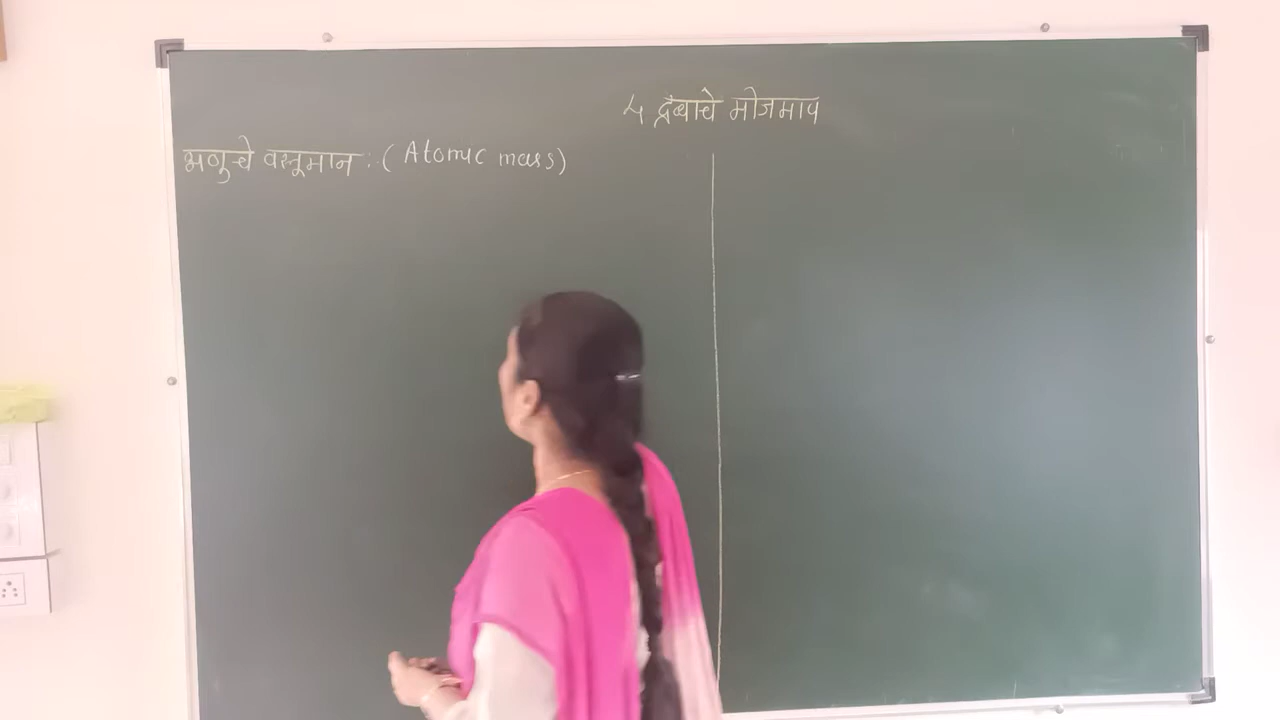 ५ द्रव्याचे मोजमाप
अणुचे वस्तूमान : (Atomic mass)